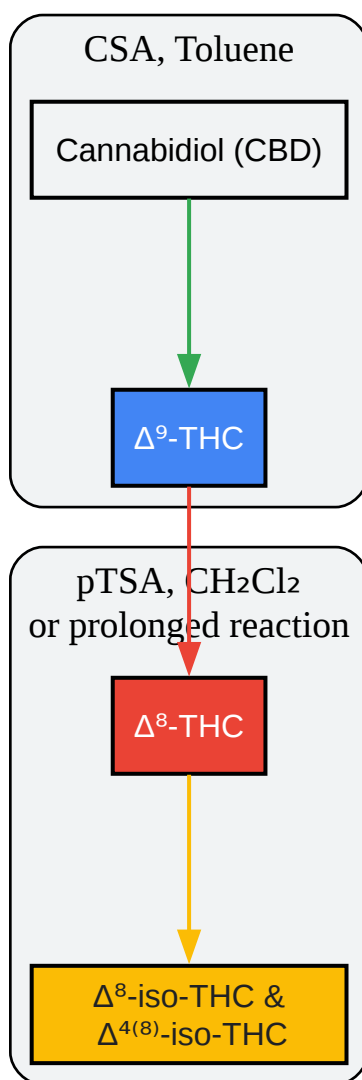 CSA, Toluene
Cannabidiol (CBD)
Δ⁹-THC
pTSA, CH₂Cl₂
or prolonged reaction
Δ⁸-THC
Δ⁸-iso-THC &
Δ⁴⁽⁸⁾-iso-THC